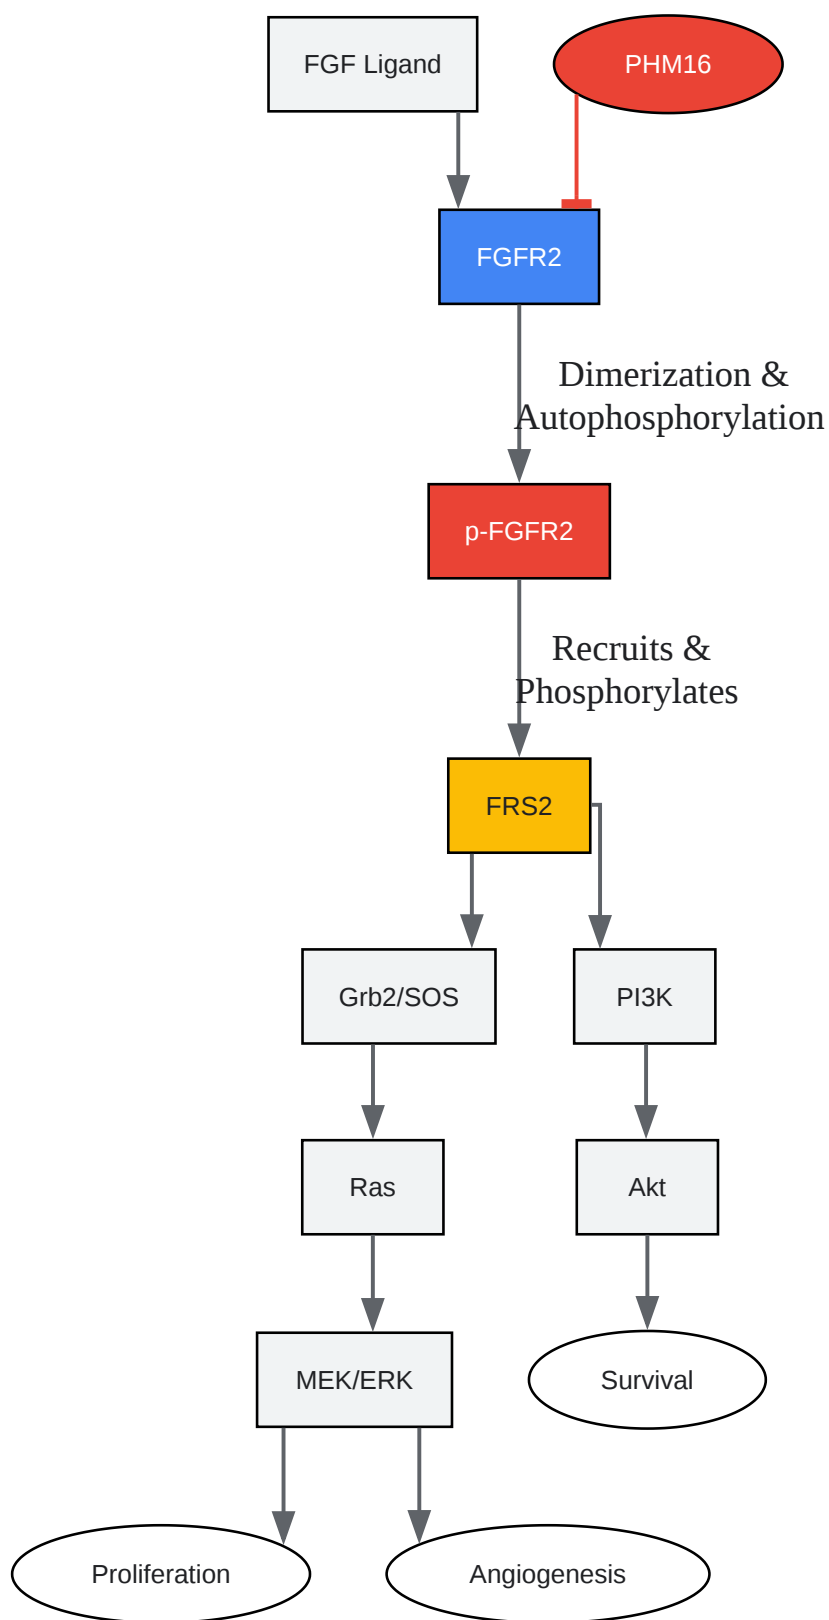 FGF Ligand
PHM16
FGFR2
Dimerization &
Autophosphorylation
p-FGFR2
Recruits &
Phosphorylates
FRS2
Grb2/SOS
PI3K
Ras
Akt
MEK/ERK
Survival
Proliferation
Angiogenesis